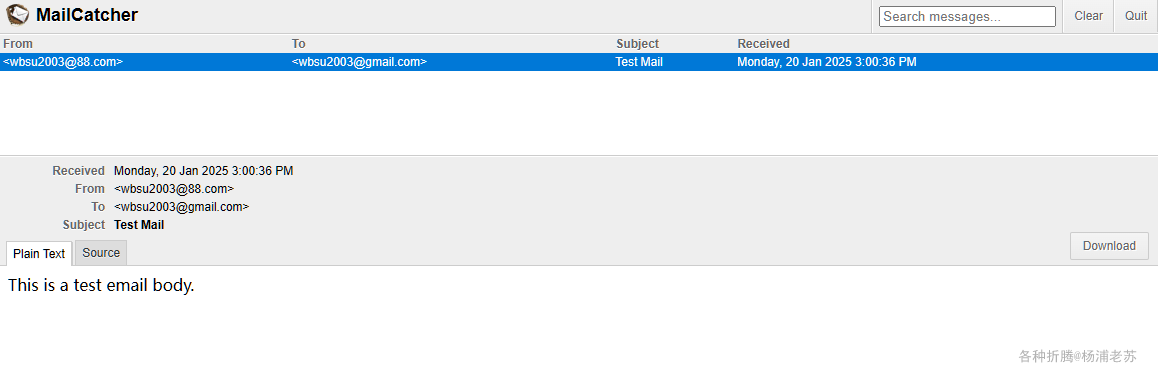 MailCatcher
Search messages... Clear Quit
From To Subject Received
<wbsu2003@88.com> <wbsu2003@gmail.com> Test Mail Monday, 20 Jan 2025 3:00:36 PM
Received Monday, 20 Jan 2025 3:00:36 PM
From <wbsu2003@88.com>
To <wbsu2003@gmail.com>
Subject Test Mail
Plain Text Source Download
This is a test email body.
各种折腾@杨浦老苏